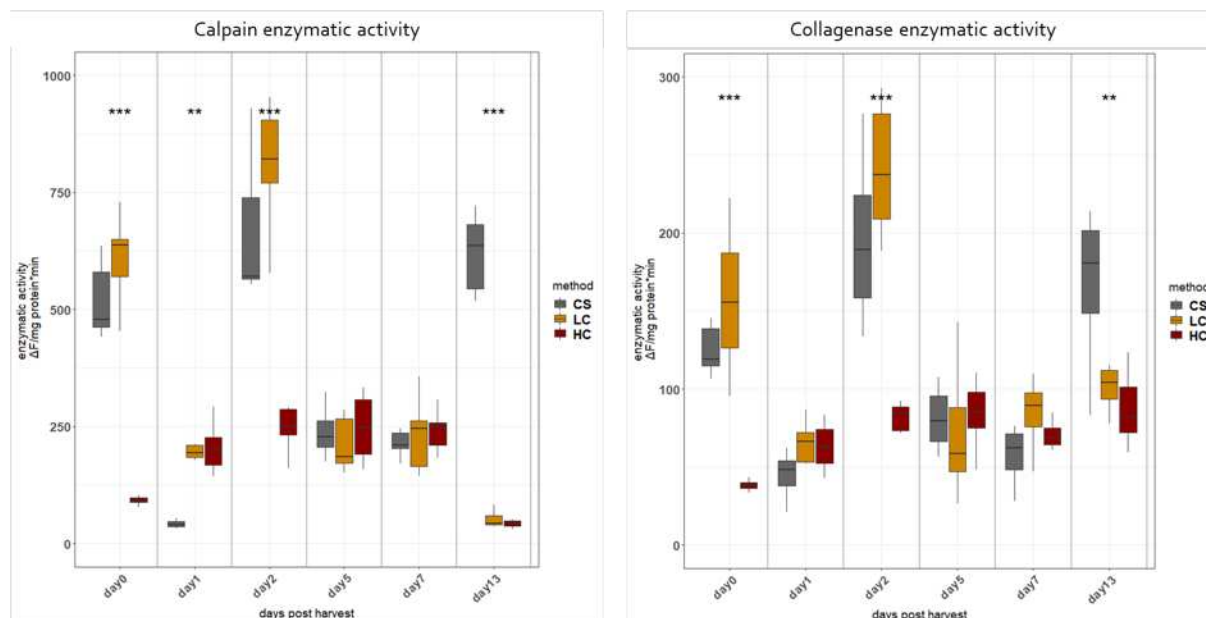 Calpain enzymatic activity
1000
750
500
250
0
enzymatic activity
ΔF/mg protein*min
***
**
***
***
method
CS
LC
HC
day0
day1
day2
day5
day7
day13
days post harvest
Collagenase enzymatic activity
300
200
100
0
enzymatic activity
ΔF/mg protein*min
***
***
**
method
CS
LC
HC
day0
day1
day2
day5
day7
day13
days post harvest